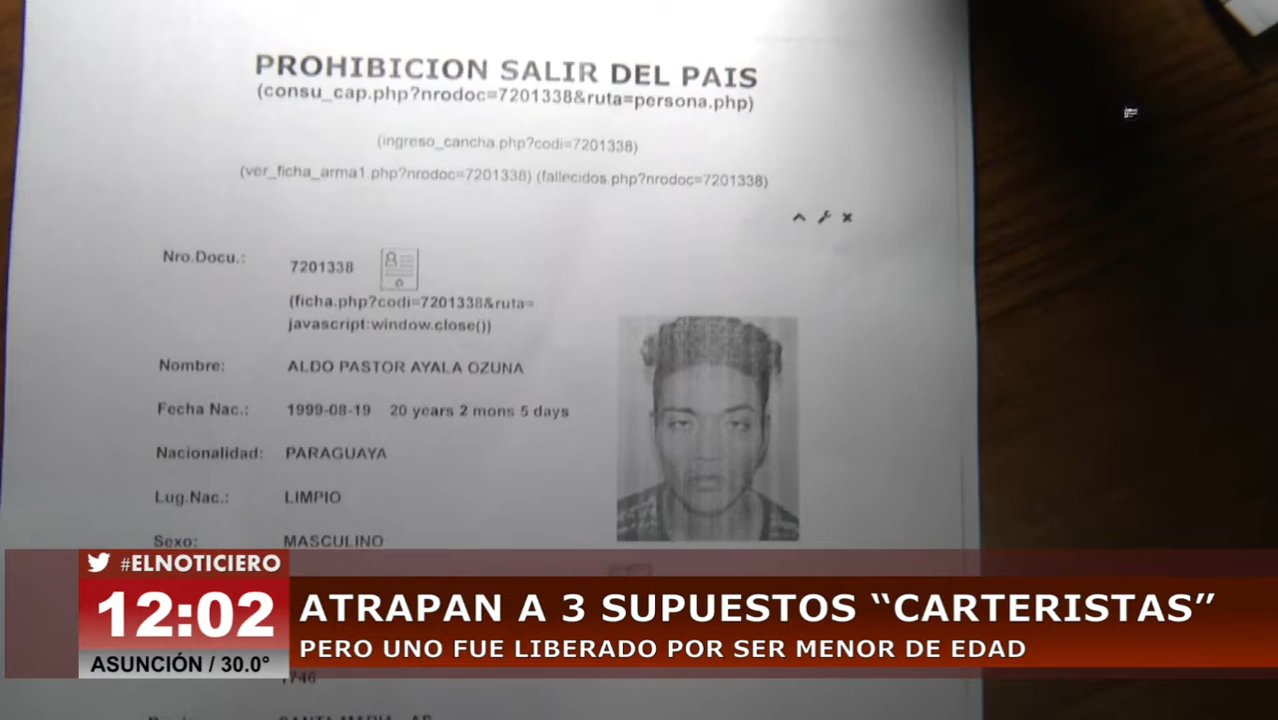 PROHIBICION SALIR DEL PAIS
(consu_cap.php?nrodoc=7201338&ruta=persona.php)
(ingreso_cancha.php?codi=7201338)
(ver_ficha_arma1.php?nrodoc=7201338) (fallecidos.php?nrodoc=7201338)
Nro.Docu.: 7201338
(ficha.php?codi=7201338&ruta=
javascript:window.close())
Nombre: ALDO PASTOR AYALA OZUNA
Fecha Nac.: 1999-08-19 20 years 2 mons 5 days
Nacionalidad: PARAGUAYA
Lug.Nac.: LIMPIO
Sexo: MASCULINO
#ELNOTICIERO
12:02
ASUNCIÓN / 30.0°
ATRAPAN A 3 SUPUESTOS “CARTERISTAS”
PERO UNO FUE LIBERADO POR SER MENOR DE EDAD
1746